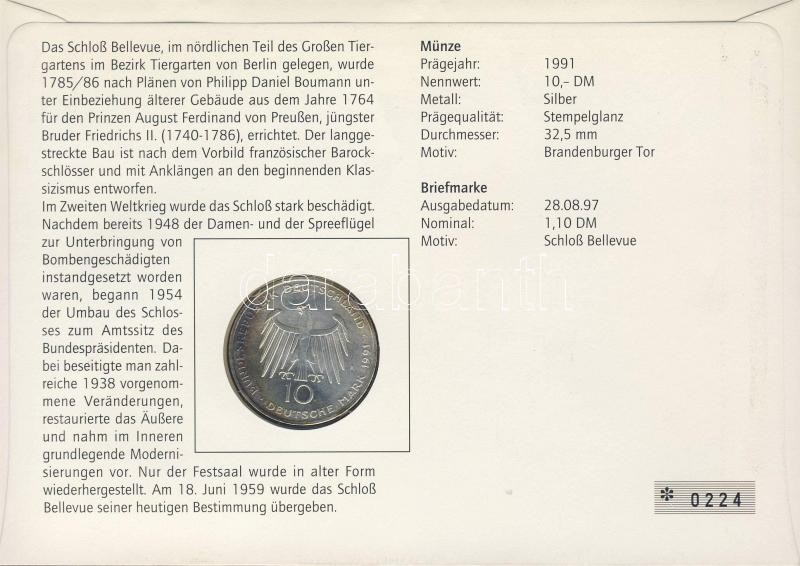 Das Schloß Bellevue, im nördlichen Teil des Großen Tier-
gartens im Bezirk Tiergarten von Berlin gelegen, wurde
1785/86 nach Plänen von Philipp Daniel Boumann un-
ter Einbeziehung älterer Gebäude aus dem Jahre 1764
für den Prinzen August Ferdinand von Preußen, jüngster
Bruder Friedrichs II. (1740-1786), errichtet. Der langge-
streckte Bau ist nach dem Vorbild französischer Barock-
schlösser und mit Anklängen an den beginnenden Klas-
sizismus entworfen.
Im Zweiten Weltkrieg wurde das Schloß stark beschädigt.
Nachdem bereits 1948 der Damen- und der Spreeflügel
zur Unterbringung von
Bombengeschädigten
instandgesetzt worden
waren, begann 1954
der Umbau des Schlos-
ses zum Amtssitz des
Bundespräsidenten. Da-
bei beseitigte man zahl-
reiche 1938 vorgenom-
mene Veränderungen,
restaurierte das Äußere
und nahm im Inneren
grundlegende Moderni-
sierungen vor. Nur der Festsaal wurde in alter Form
wiederhergestellt. Am 18. Juni 1959 wurde das Schloß
Bellevue seiner heutigen Bestimmung übergeben.
BUNDESREPUBLIK DEUTSCHLAND 1991
10
DEUTSCHE MARK
darabanth
Münze
Prägejahr: 1991
Nennwert: 10,– DM
Metall: Silber
Prägequalität: Stempelglanz
Durchmesser: 32,5 mm
Motiv: Brandenburger Tor
Briefmarke
Ausgabedatum: 28.08.97
Nominal: 1,10 DM
Motiv: Schloß Bellevue
* 0224